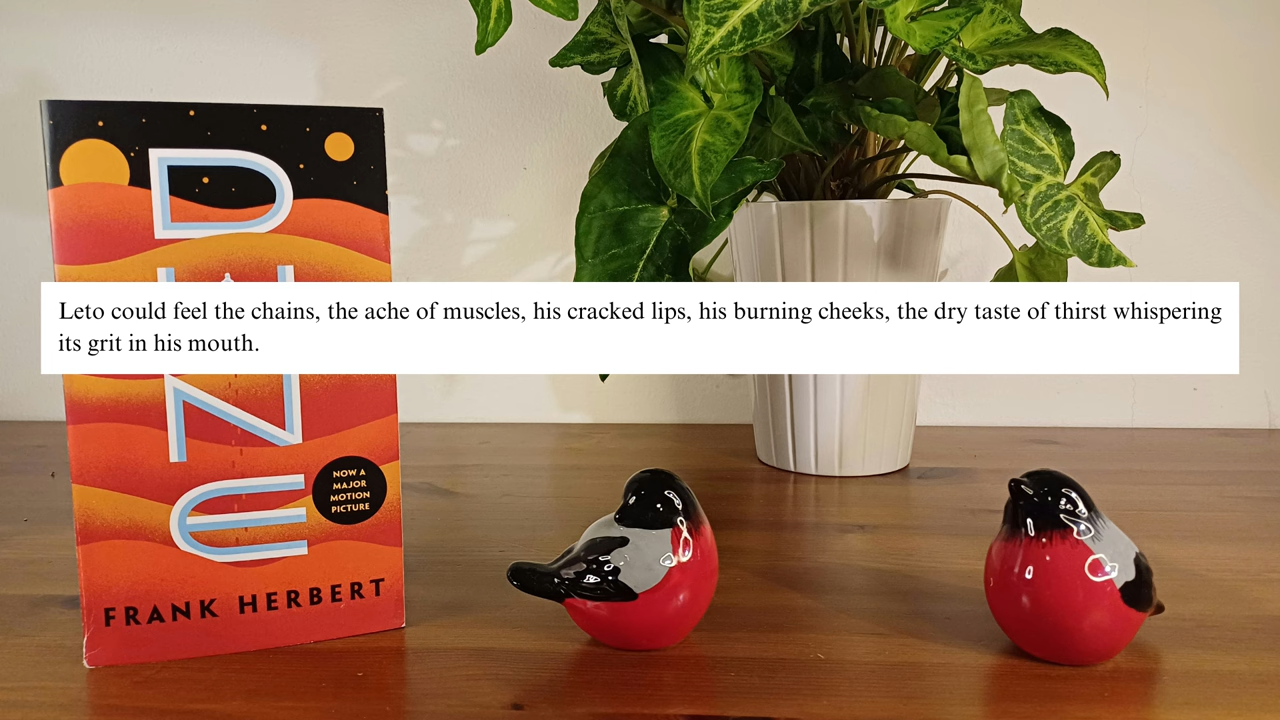 DUNE
Leto could feel the chains, the ache of muscles, his cracked lips, his burning cheeks, the dry taste of thirst whispering
its grit in his mouth.
NOW A
MAJOR
MOTION
PICTURE
FRANK HERBERT